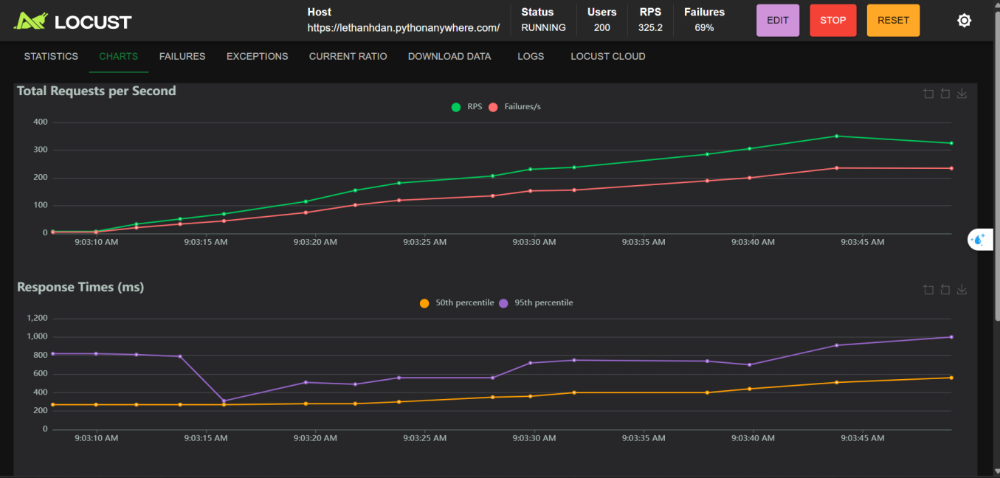 LOCUST
Host
https://lethanhdan.pythonanywhere.com/
Status
RUNNING
Users
200
RPS
325.2
Failures
69%
EDIT
STOP
RESET
STATISTICS CHARTS FAILURES EXCEPTIONS CURRENT RATIO DOWNLOAD DATA LOGS LOCUST CLOUD
Total Requests per Second
RPS Failures/s
400
300
200
100
0
9:03:10 AM 9:03:15 AM 9:03:20 AM 9:03:25 AM 9:03:30 AM 9:03:35 AM 9:03:40 AM 9:03:45 AM
Response Times (ms)
50th percentile 95th percentile
1,200
1,000
800
600
400
200
0
9:03:10 AM 9:03:15 AM 9:03:20 AM 9:03:25 AM 9:03:30 AM 9:03:35 AM 9:03:40 AM 9:03:45 AM